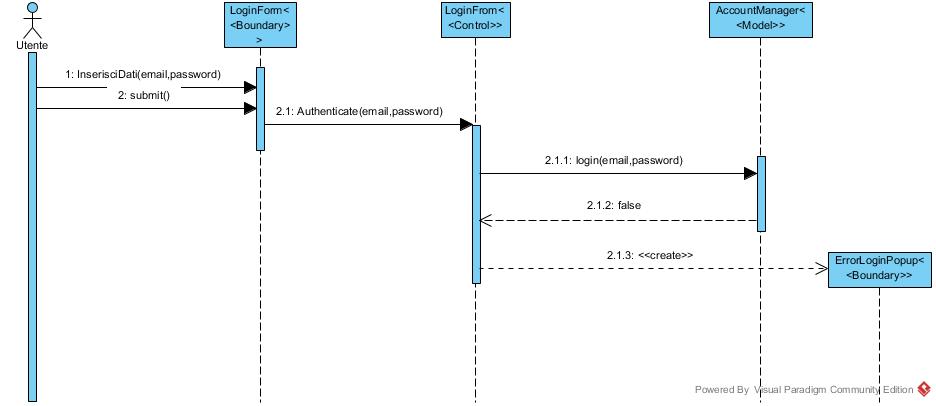 LoginForm<
<Boundary>
>
LoginFrom<
<Control>>
AccountManager<
<Model>>
Utente
1: InserisciDati(email,password)
2: submit()
2.1: Authenticate(email,password)
2.1.1: login(email,password)
2.1.2: false
2.1.3: <<create>>
ErrorLoginPopup<
<Boundary>>
Powered By Visual Paradigm Community Edition